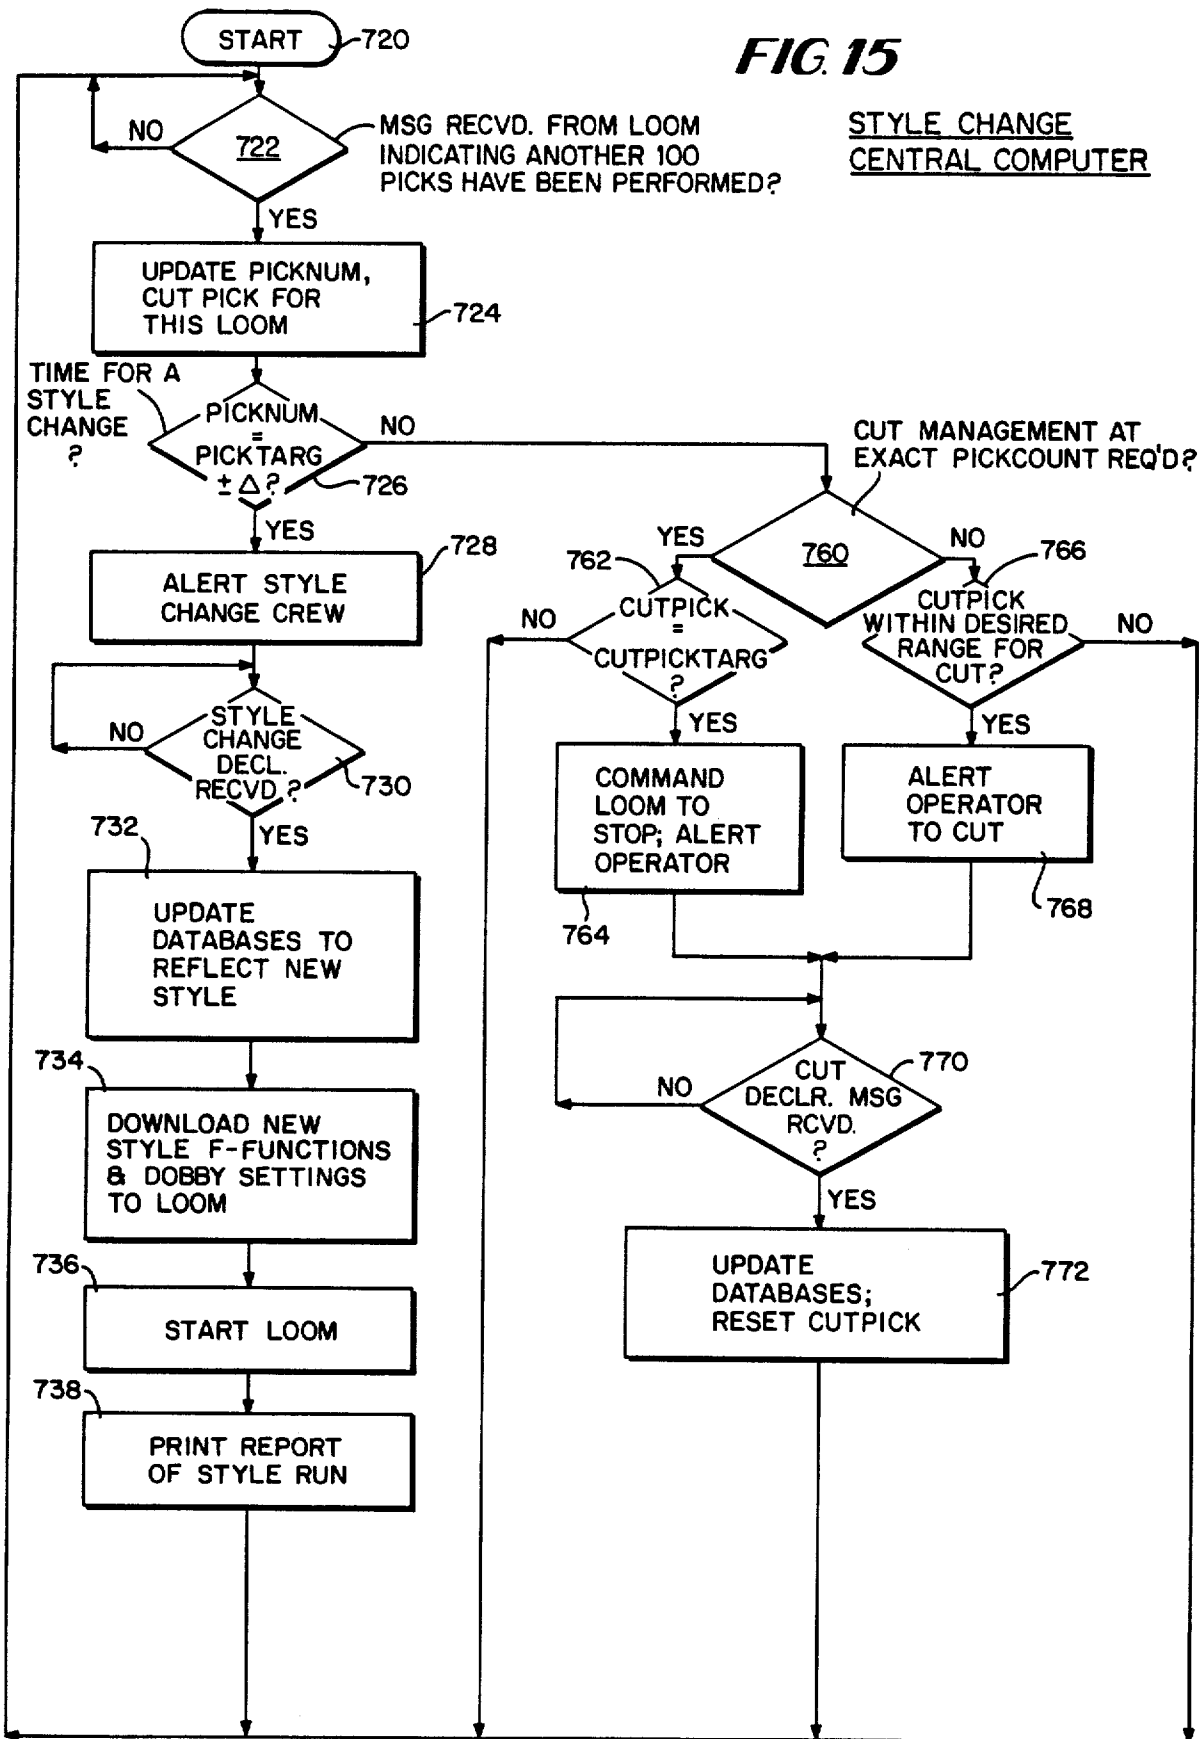 START
720
FIG. 15
STYLE CHANGE
CENTRAL COMPUTER
NO
722
MSG RECVD. FROM LOOM
INDICATING ANOTHER 100
PICKS HAVE BEEN PERFORMED?
YES
UPDATE PICKNUM,
CUT PICK FOR
THIS LOOM
724
TIME FOR A
STYLE
CHANGE
?
PICKNUM
=
PICKTARG
± △ ?
726
NO
YES
CUT MANAGEMENT AT
EXACT PICKCOUNT REQ'D?
760
YES
NO
ALERT STYLE
CHANGE CREW
728
762
CUTPICK
=
CUTPICKTARG
?
NO
YES
766
CUTPICK
WITHIN DESIRED
RANGE FOR
CUT?
NO
YES
STYLE
CHANGE
DECL.
RECVD ?
730
NO
YES
COMMAND
LOOM TO
STOP; ALERT
OPERATOR
764
ALERT
OPERATOR
TO CUT
768
732
UPDATE
DATABASES TO
REFLECT NEW
STYLE
734
DOWNLOAD NEW
STYLE F-FUNCTIONS
& DOBBY SETTINGS
TO LOOM
CUT
DECLR. MSG
RCVD.
?
770
NO
YES
736
START LOOM
UPDATE
DATABASES;
RESET CUTPICK
772
738
PRINT REPORT
OF STYLE RUN